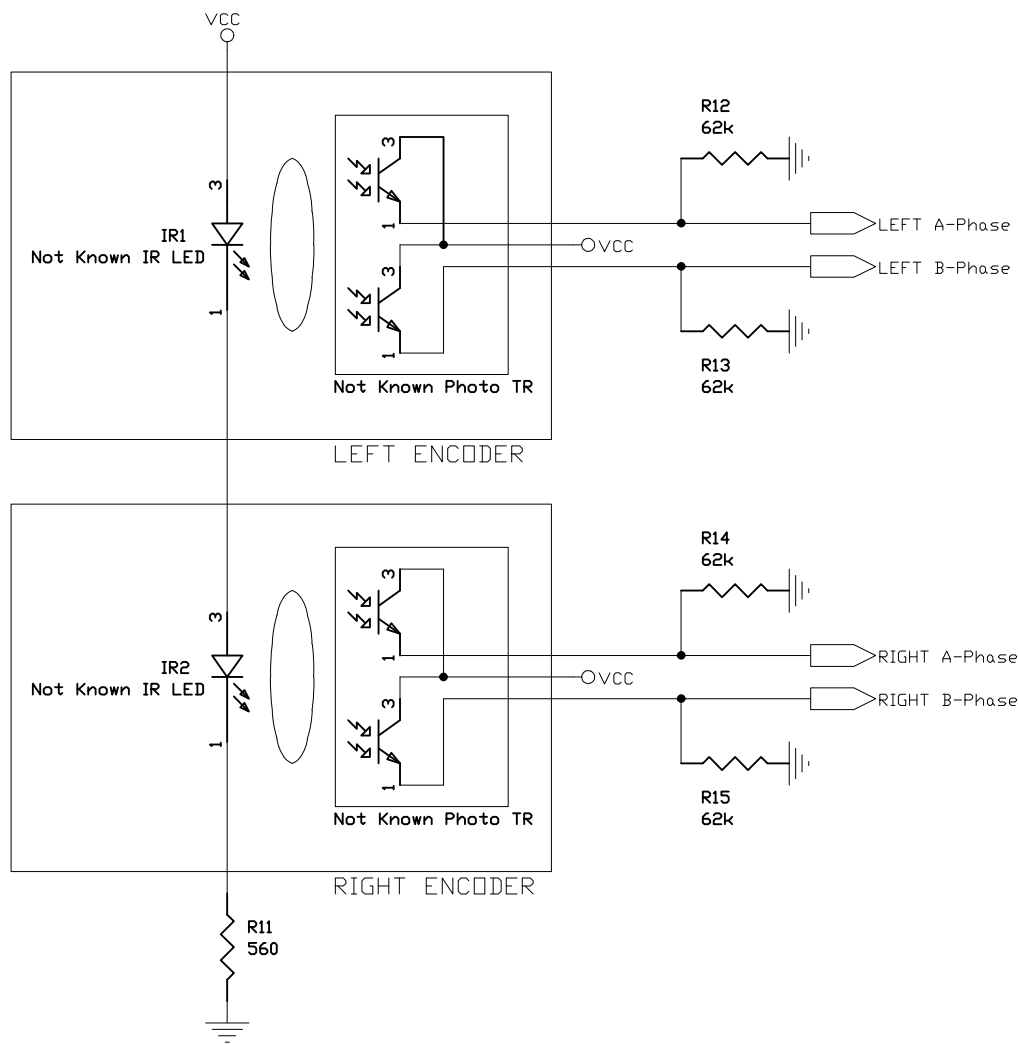 VCC
R12
62k
3
3
1
LEFT A-Phase
IR1
Not Known IR LED
VCC
3
LEFT B-Phase
1
1
R13
62k
Not Known Photo TR
LEFT ENCODER
R14
62k
3
3
1
RIGHT A-Phase
IR2
Not Known IR LED
VCC
3
RIGHT B-Phase
1
1
R15
62k
Not Known Photo TR
RIGHT ENCODER
R11
560